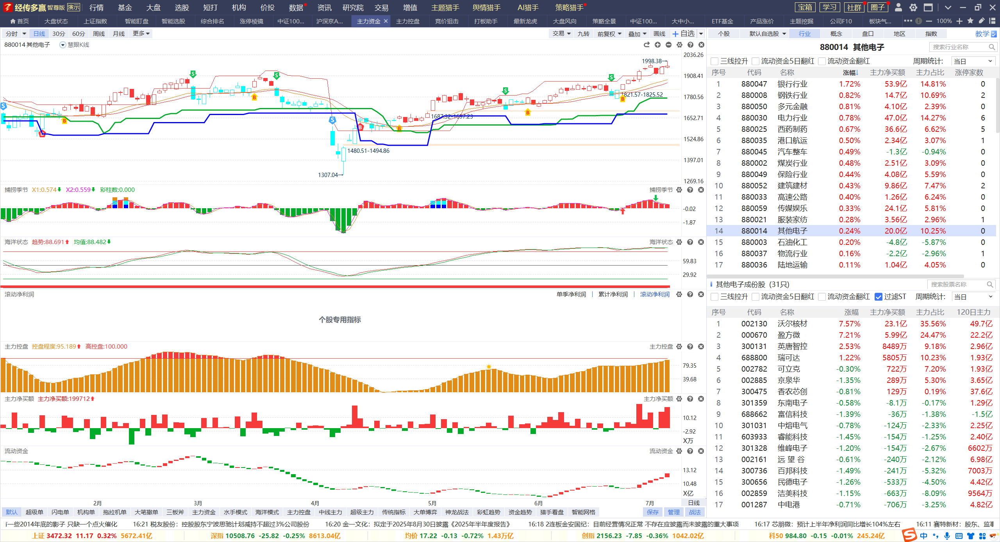 经传多赢 智尊版 演示 行情 基金 大盘 选股 短打 机构 价投 数据 资讯 研究院 交易 增值 主题猎手 舆情猎手 AI猎手 策略猎手 宝箱 学习 社群 圈子
首页 大盘状态 上证指数 智能盯盘 智能选股 综合排名 涨停棱镜 中证100... 沪深京A... 主力资金 主力控盘 竞价狙击 打板助手 最新龙虎 大盘风向 策略全景 中证100... 大中小... ETF基金 产品涨价 主题挖掘 公司F10 板块气... 100%
分时 日线 30分 60分 周线 月线 更多 交易 九转 前复权 叠加 画线 自选
880014 其他电子 慧眼K线
2036.26
1998.38
1908.41
1821.57-1825.52
1780.56
1687.32-1697.23
1652.71
1524.86
1480.51-1494.86
1397.01
1307.04
1269.16
捕捞季节 X1:0.574 X2:0.559 彩柱数:0.000 捕捞季节
-0.02
-1.87
海洋状态 趋势:88.691 均值:88.482 海洋状态
59.83
29.92
滚动净利润 单季净利润 累计净利润 滚动净利润
个股专用指标
主力控盘 控盘程度:95.189 高控盘:100.000 主力控盘
79.35
39.68
主力净买额 主力净买额:199712 主力净买额
10.12
-2.92
X万
流动资金 流动资金
13.12
10.48
X亿
2月 3月 4月 5月 6月 7月 日线
默认 超级单 闪电单 机构单 拖拉机单 大笔撤单 三板斧 主力资金 水手模式 海洋模式 主力控盘 中线主力 超级主力 传统指标 大单博弈 神龙战法 彩虹趋势 资金趋势 猎手看盘 智能网格 保存 管理 战法
个股 默认自选股 行业 概念 盘口 地区 指数 教学
880014 其他电子 搜索行业名称
三线拉升 流动资金5日翻红 流动资金翻红 周期统计: 当日
序号 代码 名称 涨幅↓ 主力净买额 主力占比 涨停家数
1 880047 银行行业 1.72% 53.9亿 14.81% 0
2 880008 钢铁行业 0.82% 14.7亿 10.69% 2
3 880050 多元金融 0.81% 4.10亿 2.39% 0
4 880030 电力行业 0.78% 47.0亿 14.27% 6
5 880025 西药制药 0.67% 36.6亿 6.62% 5
6 880035 港口航运 0.50% 2.34亿 3.07% 1
7 880045 汽车整车 0.49% -1.3亿 -0.94% 0
8 880002 煤炭行业 0.48% 2.51亿 3.09% 0
9 880049 保险行业 0.44% 4.08亿 5.59% 0
10 880052 建筑建材 0.43% 9.86亿 7.47% 2
11 880033 高速公路 0.40% 1.26亿 6.24% 0
12 880059 传媒娱乐 0.33% 24.1亿 5.81% 0
13 880021 服装家纺 0.28% 3.56亿 2.96% 1
14 880014 其他电子 0.24% 20.0亿 10.25% 0
15 880003 石油化工 0.20% -4.8亿 -5.87% 0
16 880037 物流行业 0.16% -2.2亿 -2.96% 1
17 880036 陆地运输 0.11% 1.04亿 4.05% 0
其他电子成份股 (31只) 搜索股票名称
三线拉升 流动资金5日翻红 流动资金翻红 过滤ST 周期统计: 当日
序号 代码 名称 涨幅 主力净买额 主力占比 120日主力
1 002130 沃尔核材 7.57% 23.1亿 35.56% 49.7亿
2 000670 盈方微 7.21% 5.99亿 24.47% 22.2亿
3 300131 英唐智控 2.53% 8489万 9.18% 2.96亿
4 688800 瑞可达 1.22% 5805万 10.23% 1.93亿
5 002782 可立克 -0.30% 722万 7.20% 1.93亿
6 002885 京泉华 -1.35% 289万 5.30% 3.65亿
7 300475 香农芯创 -0.81% 129万 0.19% 37.6亿
8 301359 东南电子 -0.58% -8.1万 -0.17% 1.29亿
9 688662 富信科技 -1.39% -36万 -1.38% -1.5亿
10 301031 中熔电气 -0.78% -124万 -2.33% 2.25亿
11 603933 睿能科技 -1.45% -154万 -1.25% 2.40亿
12 301328 维峰电子 -1.20% -154万 -2.67% 6602万
13 002161 远 望 谷 -0.61% -240万 -2.12% 6.98亿
14 300736 百邦科技 -1.49% -241万 -5.32% 7003万
15 300656 民德电子 -1.26% -533万 -4.50% 4.42亿
16 002859 洁美科技 -1.15% -663万 -8.09% 9564万
17 001287 中电港 -0.71% -706万 -3.25% 4.82亿
一些2014年底的影子 只缺一个点火催化 16:21 税友股份：控股股东宁波思驰计划减持不超过3%公司股份 16:20 金一文化：拟定于2025年8月30日披露《2025年半年度报告》 16:18 2连板金安国纪：目前经营情况正常 不存在应披露而未披露的重大事项 16:17 芯朋微：预计上半年净利润同比增长104%左右 16:11 赛特新材：股东、监事
上证 3472.32 11.17 0.32% 5672.41亿 深指 10508.76 -25.82 -0.25% 8613.04亿 均价 17.22 -0.13 -0.72% 1.43万亿 创指 2156.23 -7.85 -0.36% 1042.02亿 科50 984.80 -0.15 -0.01% 245.24亿 中